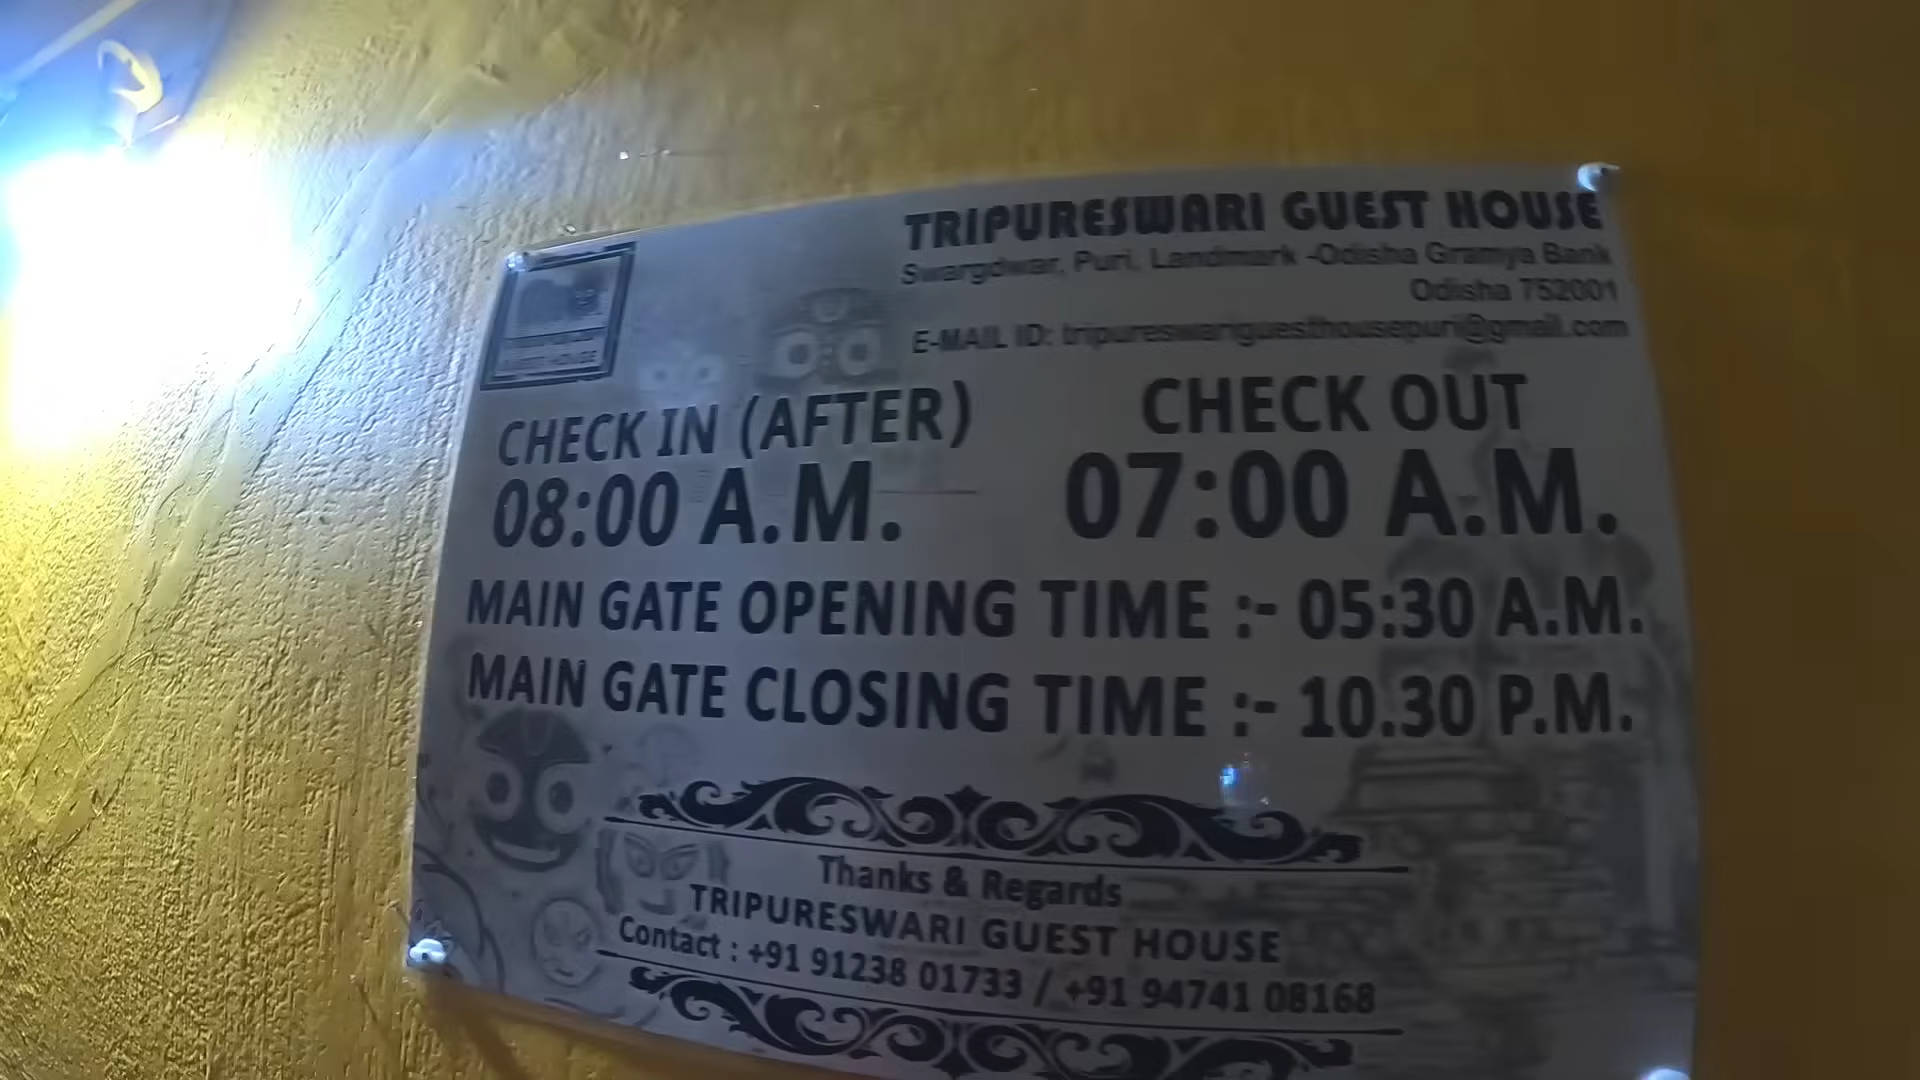 TRIPURESWARI GUEST HOUSE
Swargdwar, Puri, Landmark -Odisha Gramya Bank
Odisha 752001
E-MAIL ID: tripureswariguesthousepuri@gmail.com
CHECK IN (AFTER)
08:00 A.M.
CHECK OUT
07:00 A.M.
MAIN GATE OPENING TIME :- 05:30 A.M.
MAIN GATE CLOSING TIME :- 10.30 P.M.
Thanks & Regards
TRIPURESWARI GUEST HOUSE
Contact : +91 91238 01733 / +91 94741 08168